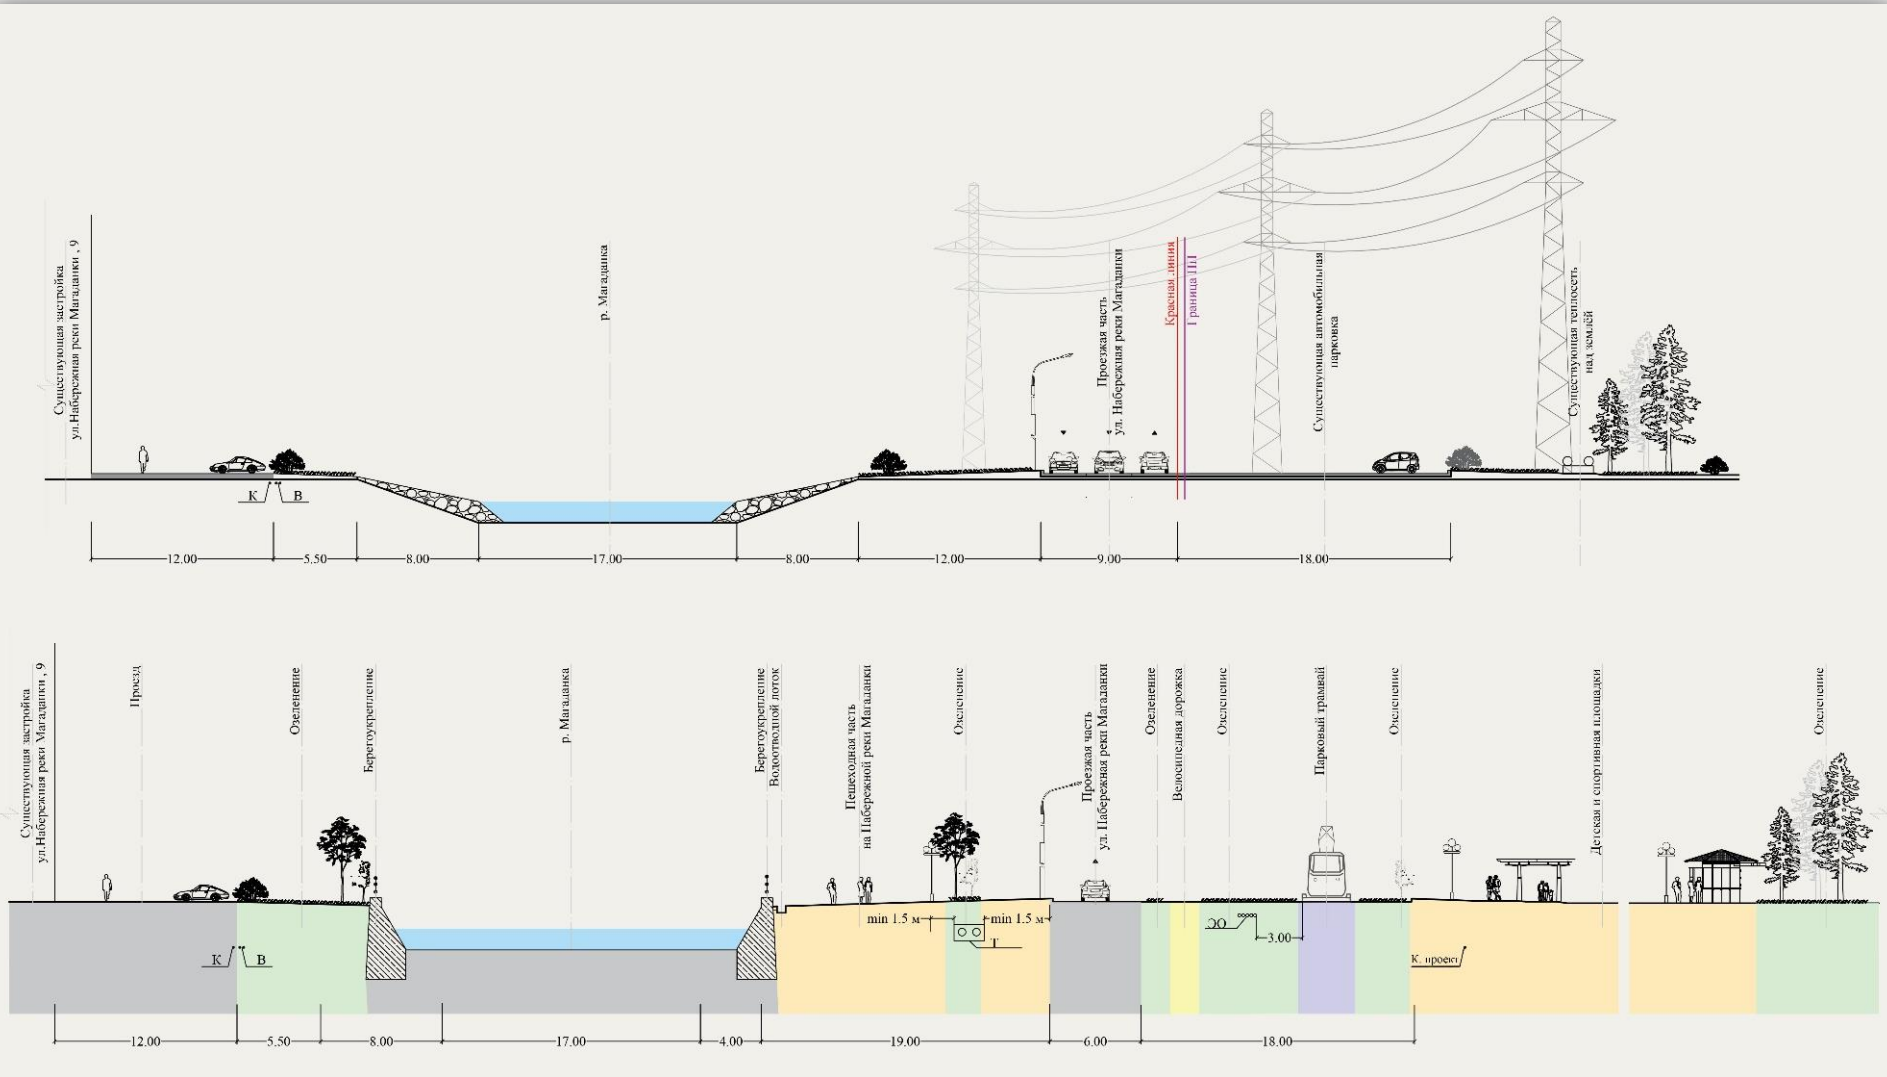 Существующая застройка
ул.Набережная реки Магаданки , 9
р. Магаданка
Проезжая часть
ул. Набережная реки Магаданки
Красная линия
Граница ПП
Существующая автомобильная
парковка
Существующая теплосеть
над землёй
К
В
12.00
5.50
8.00
17.00
8.00
12.00
9.00
18.00
Существующая застройка
ул.Набережная реки Магаданки , 9
Проезд
Озеленение
Берегоукрепление
р. Магаданка
Берегоукрепление
Водоотводной лоток
Пешеходная часть
на Набережной реки Магаданки
Озеленение
Проезжая часть
ул. Набережная реки Магаданки
Озеленение
Велосипедная дорожка
Озеленение
Парковый трамвай
Озеленение
Детская и спортивная площадки
Озеленение
min 1.5 м
min 1.5 м
Т
ЭО
3.00
К. проект
К
В
12.00
5.50
8.00
17.00
4.00
19.00
6.00
18.00